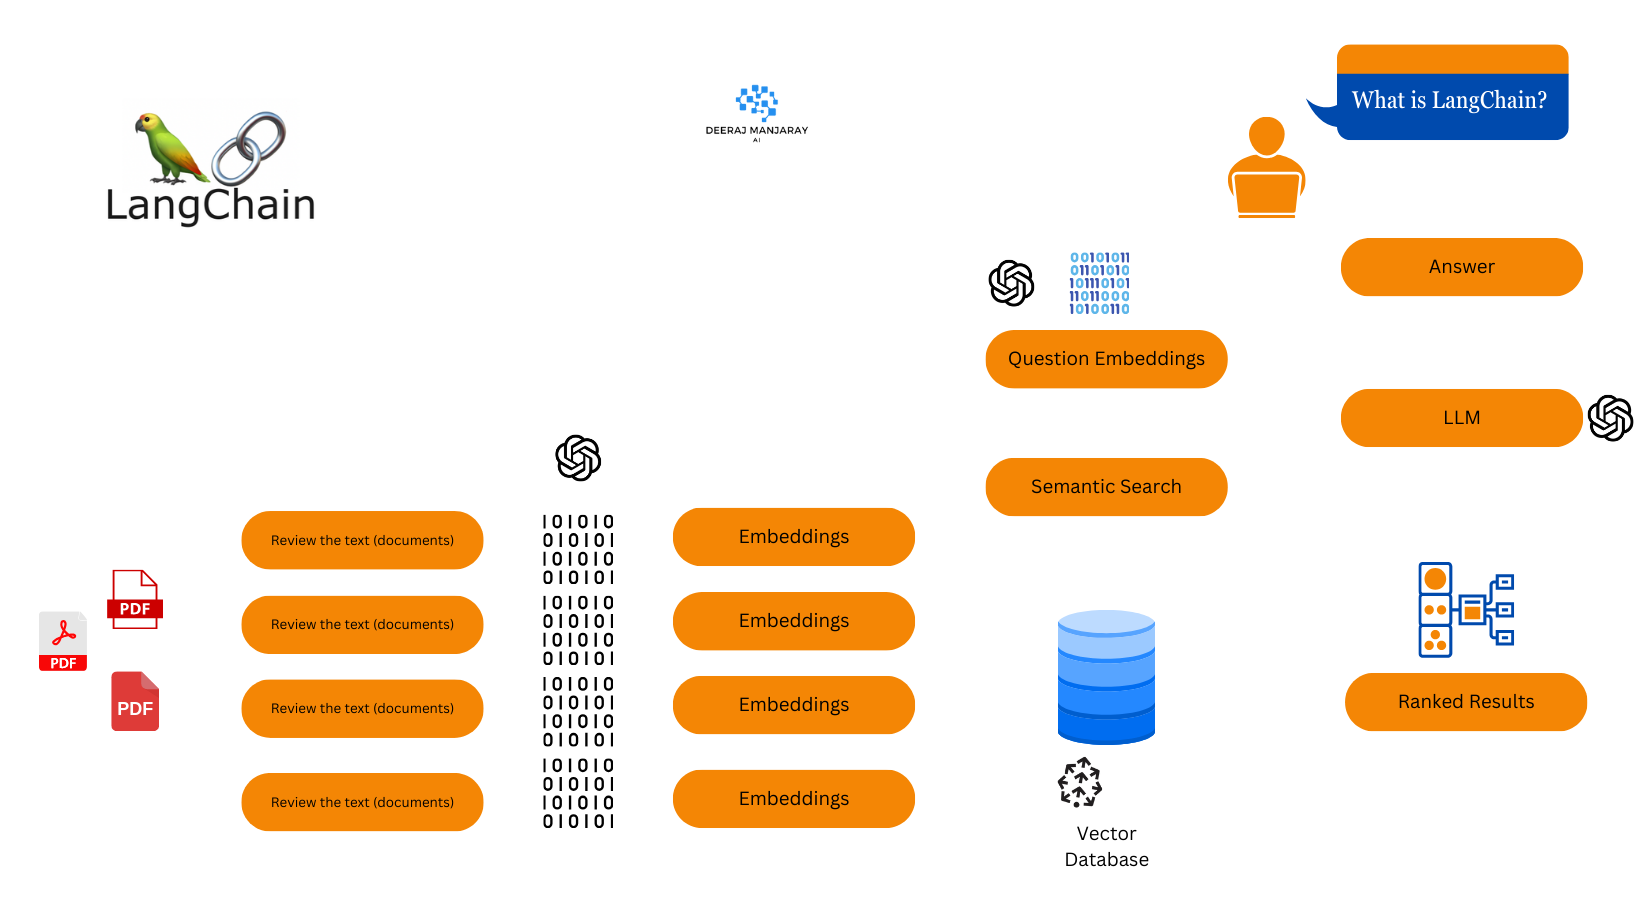 What is LangChain?
DEERAJ MANJARAY
AI
LangChain
Answer
00101011
01101010
101110101
11011000
10100110
Question Embeddings
LLM
Semantic Search
101010
010101
101010
010101
101010
010101
101010
010101
101010
010101
101010
010101
101010
010101
101010
010101
Review the text (documents)
Review the text (documents)
Review the text (documents)
Review the text (documents)
Embeddings
Embeddings
Embeddings
Embeddings
PDF
PDF
PDF
Ranked Results
Vector
Database